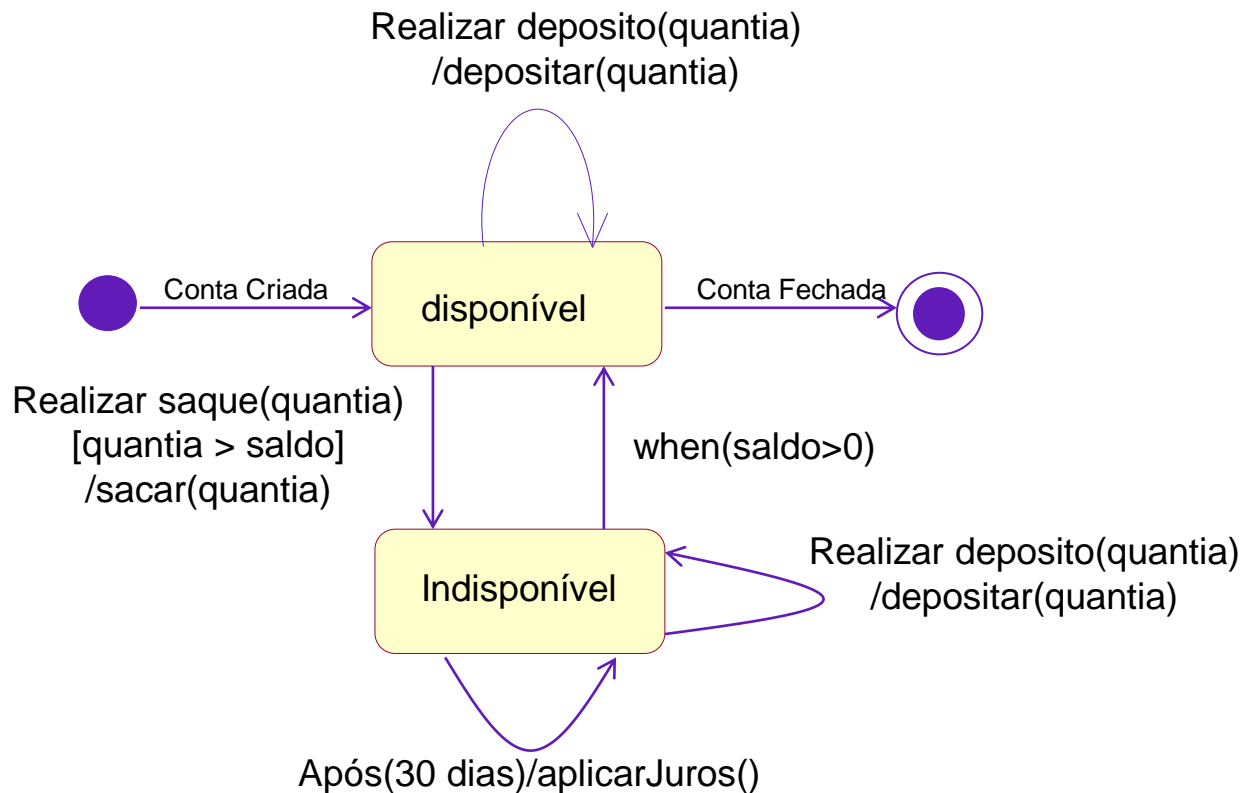 Realizar deposito(quantia)
/depositar(quantia)
Conta Criada
disponível
Conta Fechada
Realizar saque(quantia)
[quantia > saldo]
/sacar(quantia)
when(saldo>0)
Indisponível
Realizar deposito(quantia)
/depositar(quantia)
Após(30 dias)/aplicarJuros()